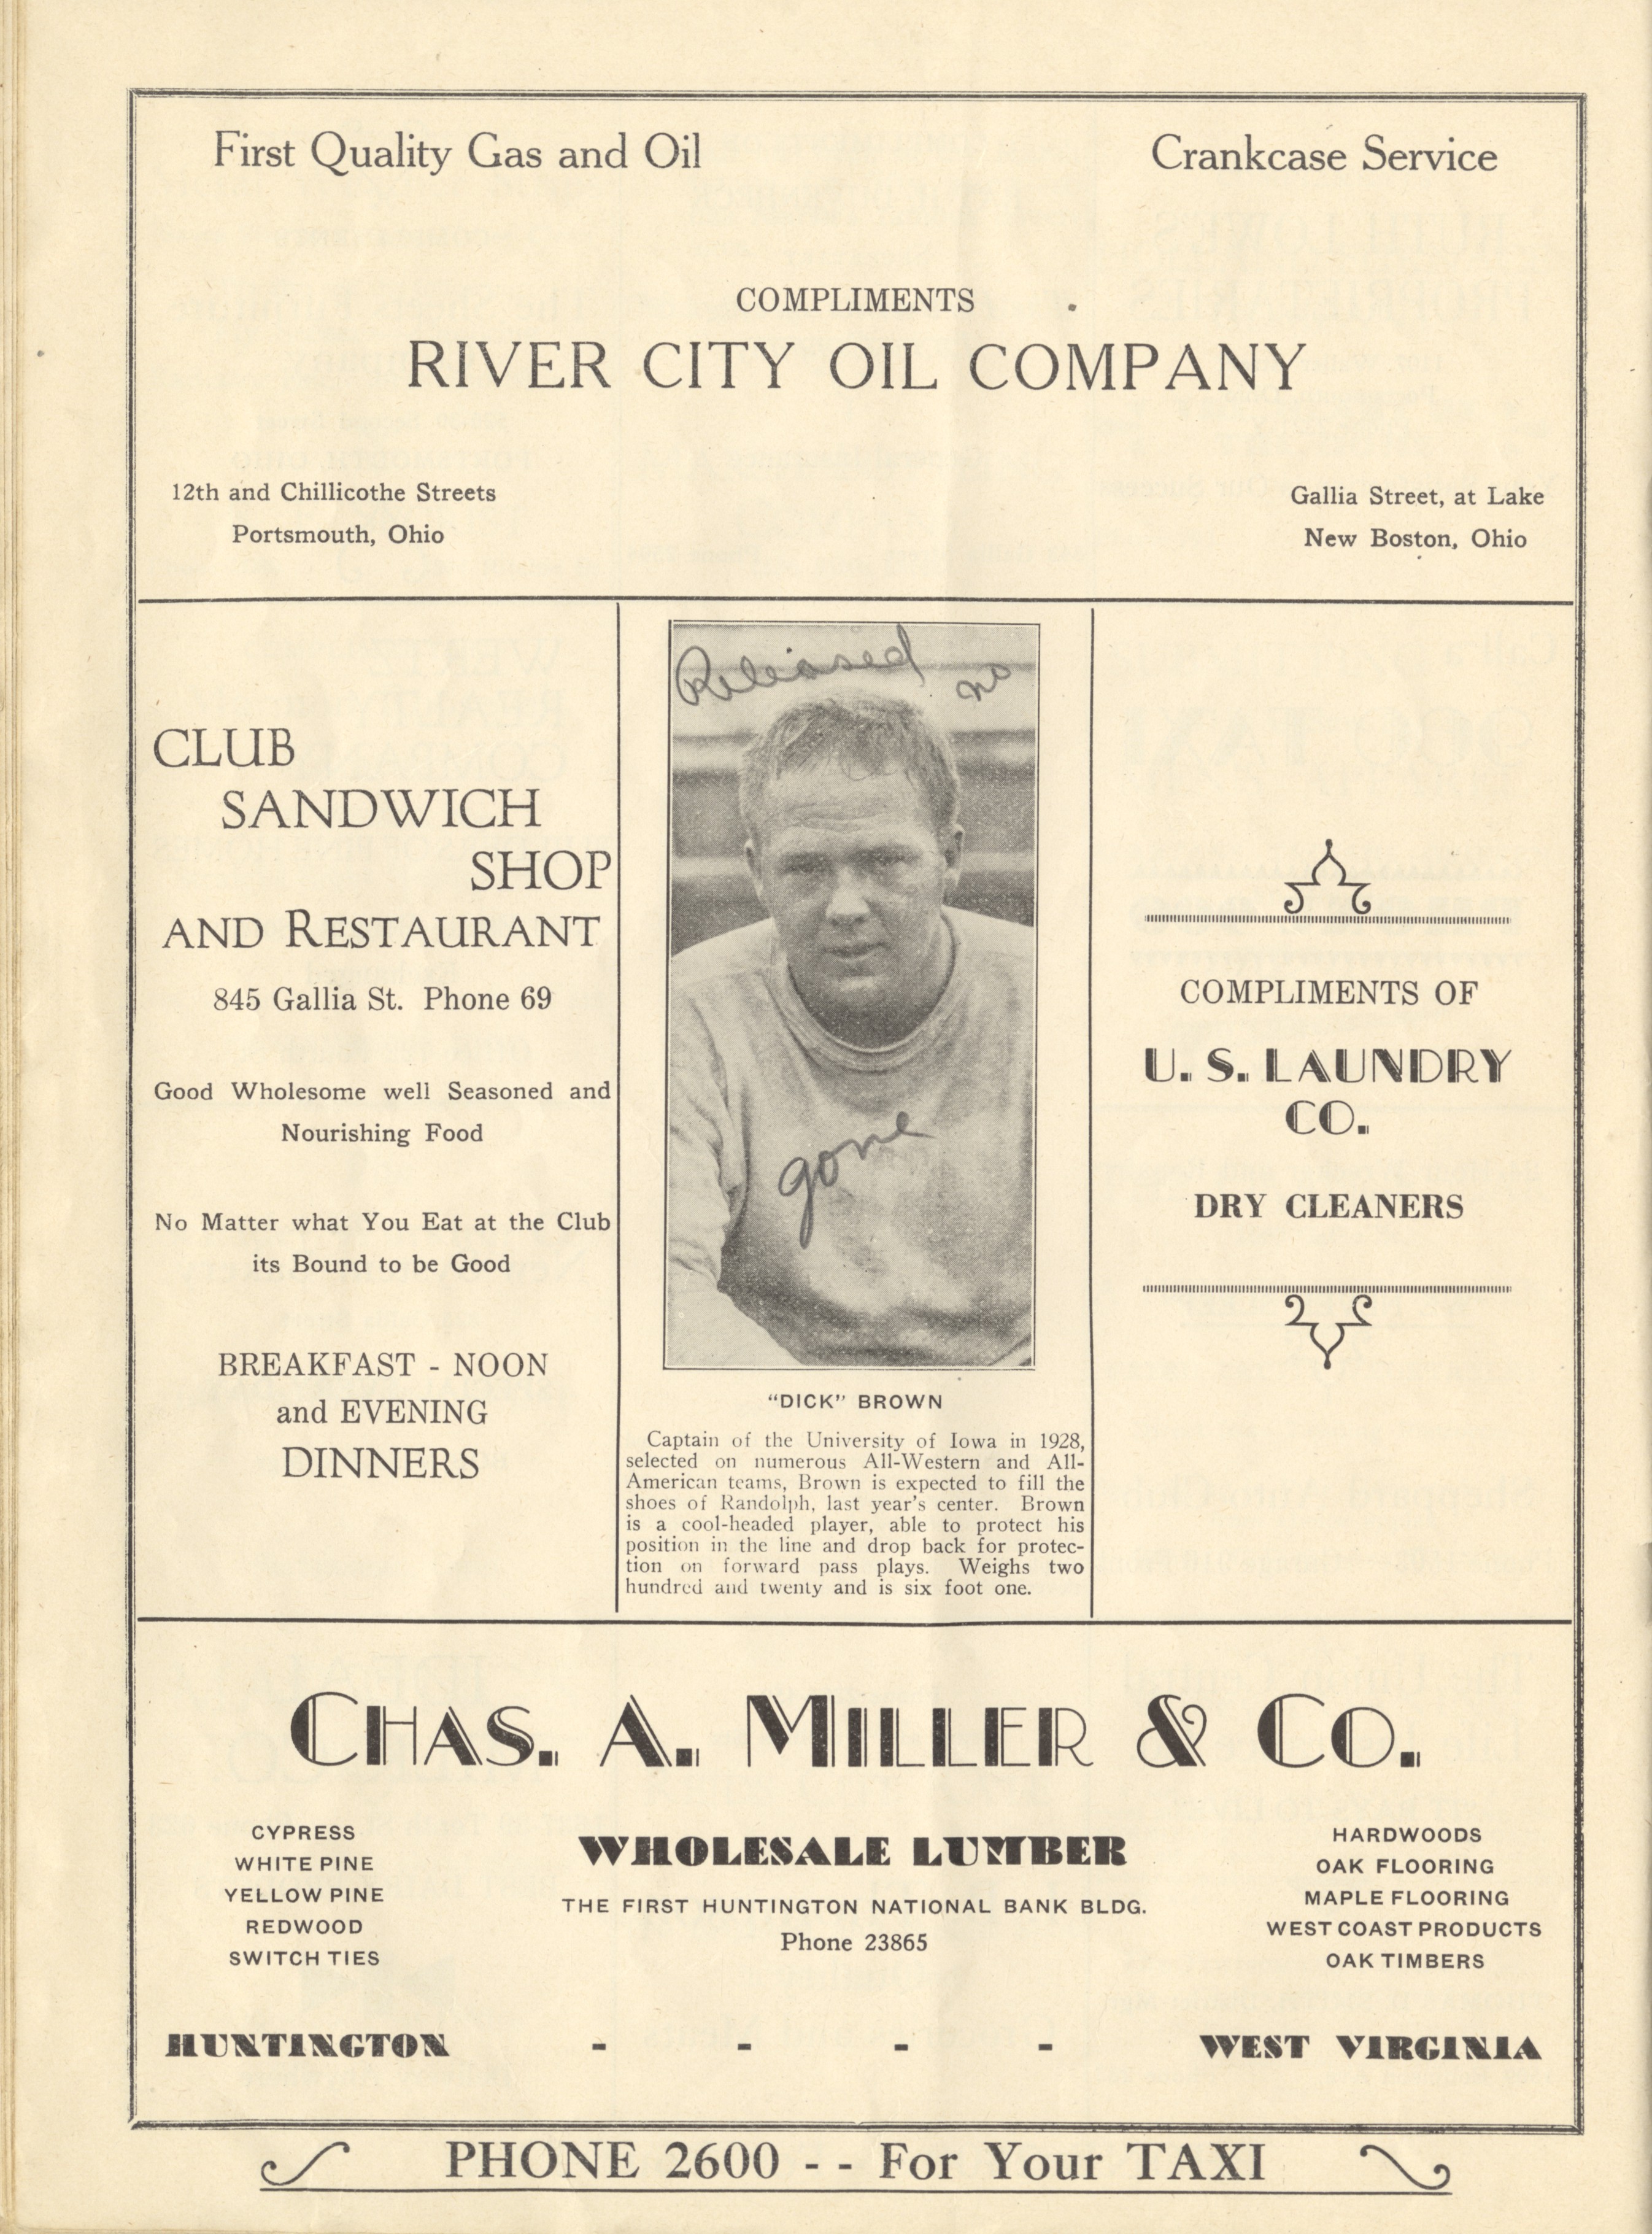 First Quality Gas and Oil
Crankcase Service
COMPLIMENTS
RIVER CITY OIL COMPANY
12th and Chillicothe Streets
Portsmouth, Ohio
Gallia Street, at Lake
New Boston, Ohio
CLUB
SANDWICH
SHOP
AND RESTAURANT
845 Gallia St. Phone 69
Good Wholesome well Seasoned and
Nourishing Food
No Matter what You Eat at the Club
its Bound to be Good
BREAKFAST - NOON
and EVENING
DINNERS
Released
no
gone
"DICK" BROWN
Captain of the University of Iowa in 1928,
selected on numerous All-Western and All-
American teams, Brown is expected to fill the
shoes of Randolph, last year's center. Brown
is a cool-headed player, able to protect his
position in the line and drop back for protec-
tion on forward pass plays. Weighs two
hundred and twenty and is six foot one.
COMPLIMENTS OF
U. S. LAUNDRY
CO.
DRY CLEANERS
CHAS. A. MILLER & CO.
CYPRESS
WHITE PINE
YELLOW PINE
REDWOOD
SWITCH TIES
WHOLESALE LUMBER
THE FIRST HUNTINGTON NATIONAL BANK BLDG.
Phone 23865
HARDWOODS
OAK FLOORING
MAPLE FLOORING
WEST COAST PRODUCTS
OAK TIMBERS
HUNTINGTON - - - - WEST VIRGINIA
PHONE 2600 - - For Your TAXI